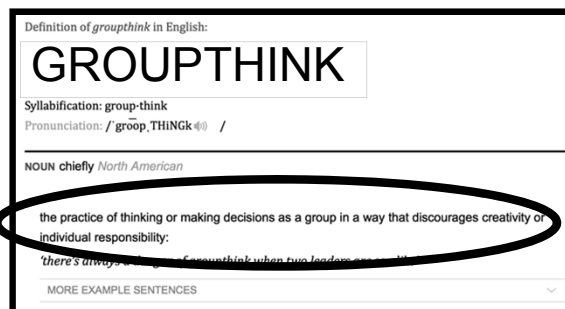 Definition of groupthink in English:
GROUPTHINK
Syllabification: group·think
Pronunciation: /ˈgro͞opˌTHiNGk /
NOUN chiefly North American
the practice of thinking or making decisions as a group in a way that discourages creativity or
individual responsibility:
‘there's always a danger of groupthink when two leaders are
MORE EXAMPLE SENTENCES